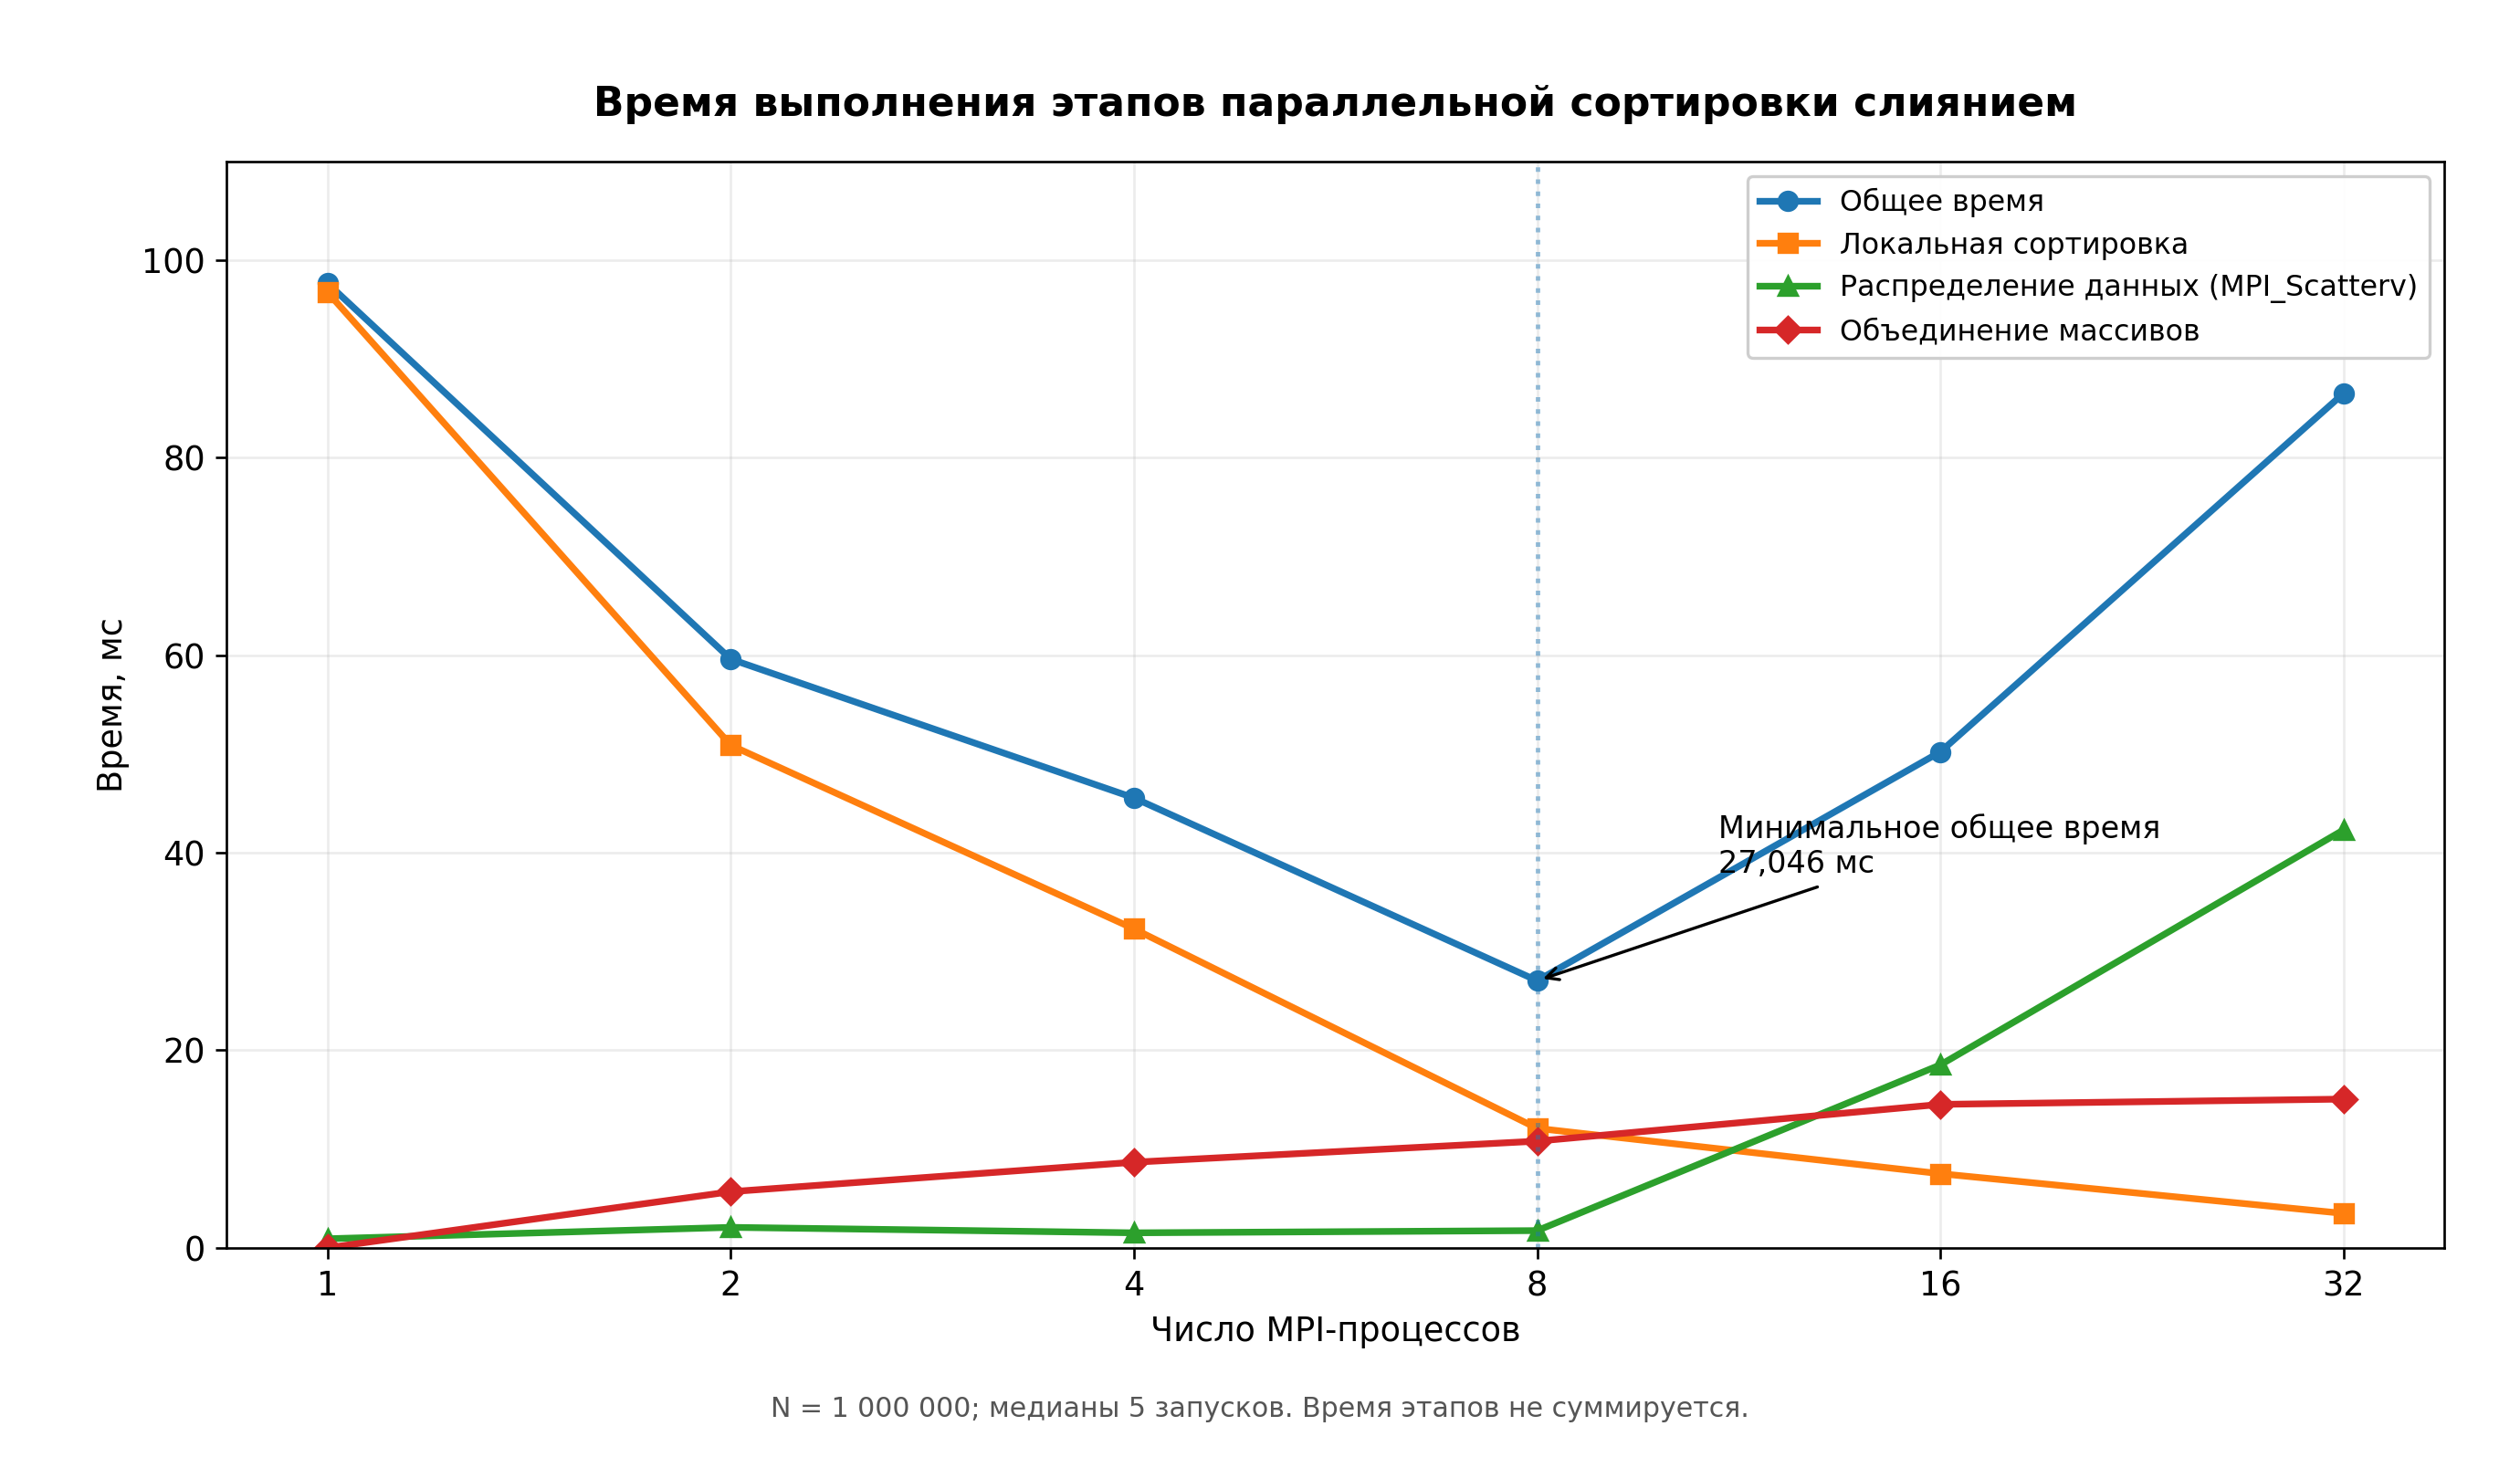 Время выполнения этапов параллельной сортировки слиянием
Общее время
Локальная сортировка
Распределение данных (MPI_Scatterv)
Объединение массивов
Время, мс
100
80
60
40
20
0
Минимальное общее время
27,046 мс
1 2 4 8 16 32
Число MPI-процессов
N = 1 000 000; медианы 5 запусков. Время этапов не суммируется.